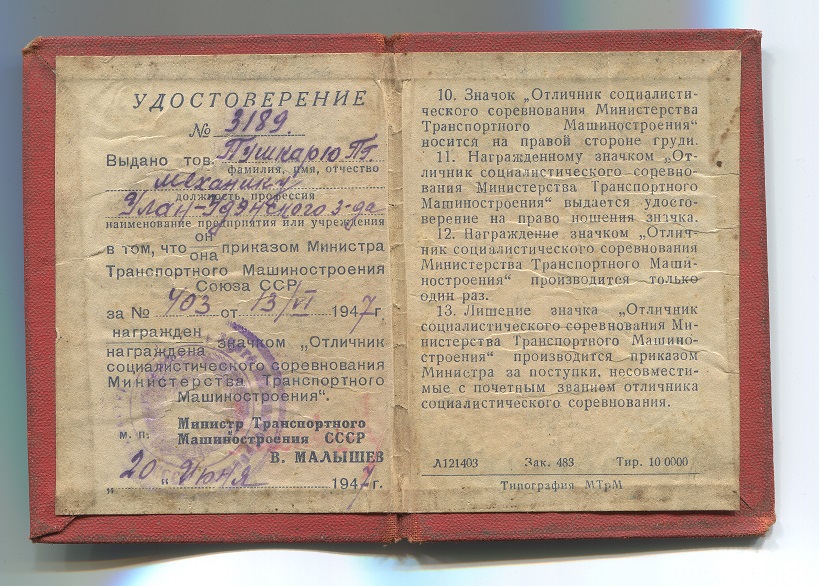 УДОСТОВЕРЕНИЕ
№ 3189.
Выдано тов. Пушкарю П.Г.
фамилия, имя, отчество
механику
должность, профессия
Улан-Удэнского з-да
наименование предприятия или учреждения
он
в том, что — приказом Министра
она
Транспортного Машиностроения
Союза ССР
за № 403 от 13/VI 1947г.
награжден
награждена значком „Отличник
социалистического соревнования
Министерства Транспортного
Машиностроения“.
Министр Транспортного
м. п. Машиностроения СССР
В. МАЛЫШЕВ
„20“ Июня 1947г.
10. Значок „Отличник социалисти-
ческого соревнования Министерства
Транспортного Машиностроения“
носится на правой стороне груди.
11. Награжденному значком „От-
личник социалистического соревно-
вания Министерства Транспортного
Машиностроения“ выдается удосто-
верение на право ношения значка.
12. Награждение значком „Отлич-
ник социалистического соревнования
Министерства Транспортного Маши-
ностроения“ производится только
один раз.
13. Лишение значка „Отличник
социалистического соревнования Ми-
нистерства Транспортного Машино-
строения“ производится приказом
Министра за поступки, несовмести-
мые с почетным званием отличника
социалистического соревнования.
А121403 Зак. 483 Тир. 10 0000
Типография МТрМ